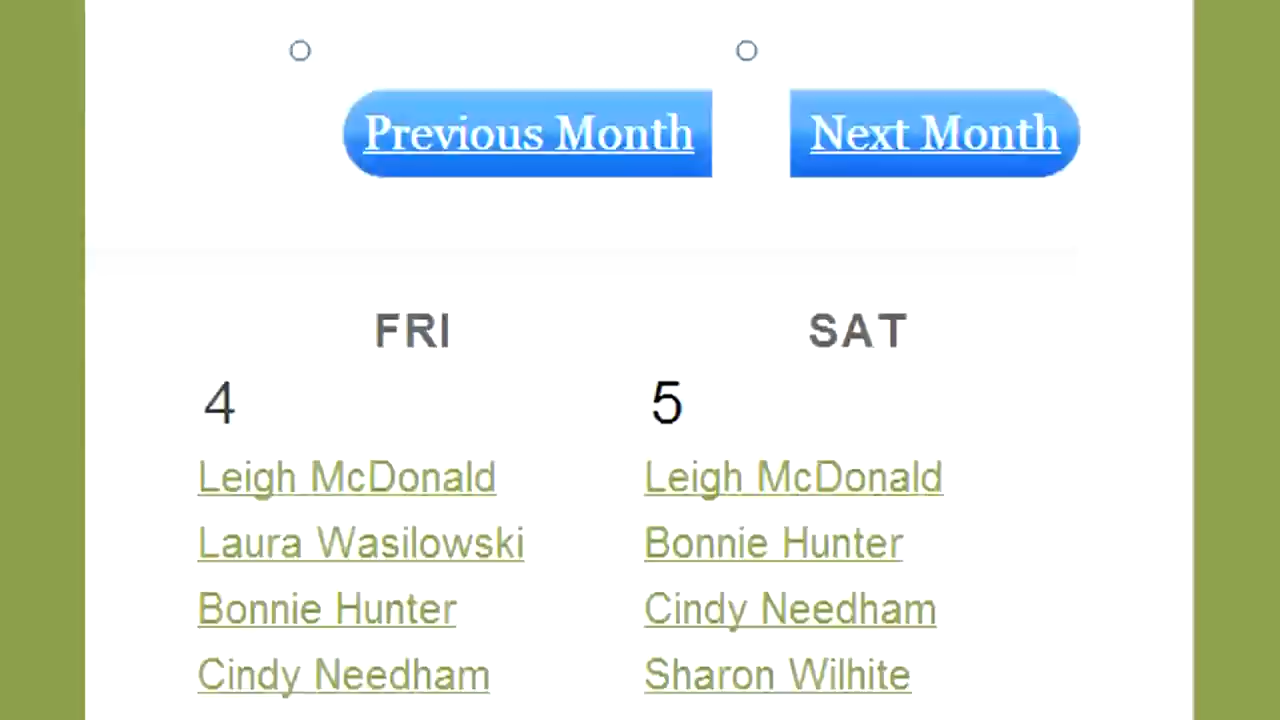 Previous Month Next Month
FRI SAT
4 5
Leigh McDonald Leigh McDonald
Laura Wasilowski Bonnie Hunter
Bonnie Hunter Cindy Needham
Cindy Needham Sharon Wilhite